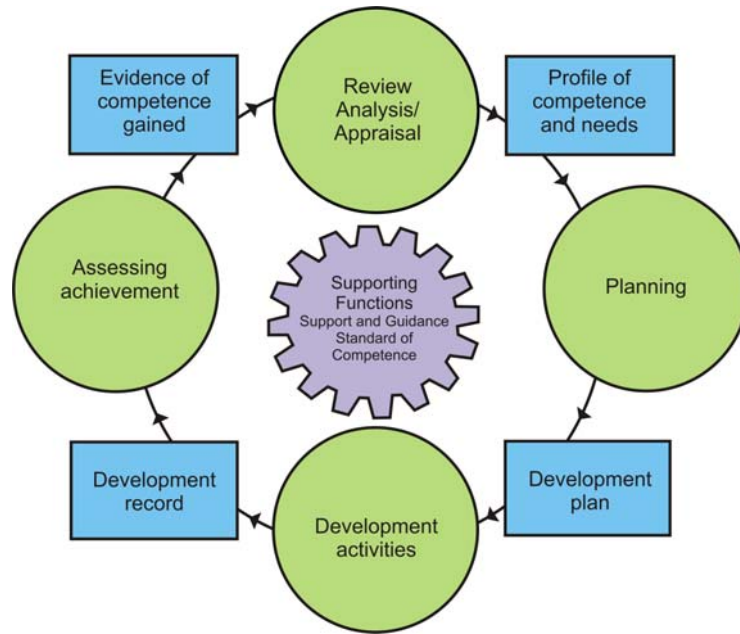 Review
Analysis/
Appraisal
Profile of
competence
and needs
Planning
Development
plan
Development
activities
Development
record
Assessing
achievement
Evidence of
competence
gained
Supporting
Functions
Support and Guidance
Standard of
Competence